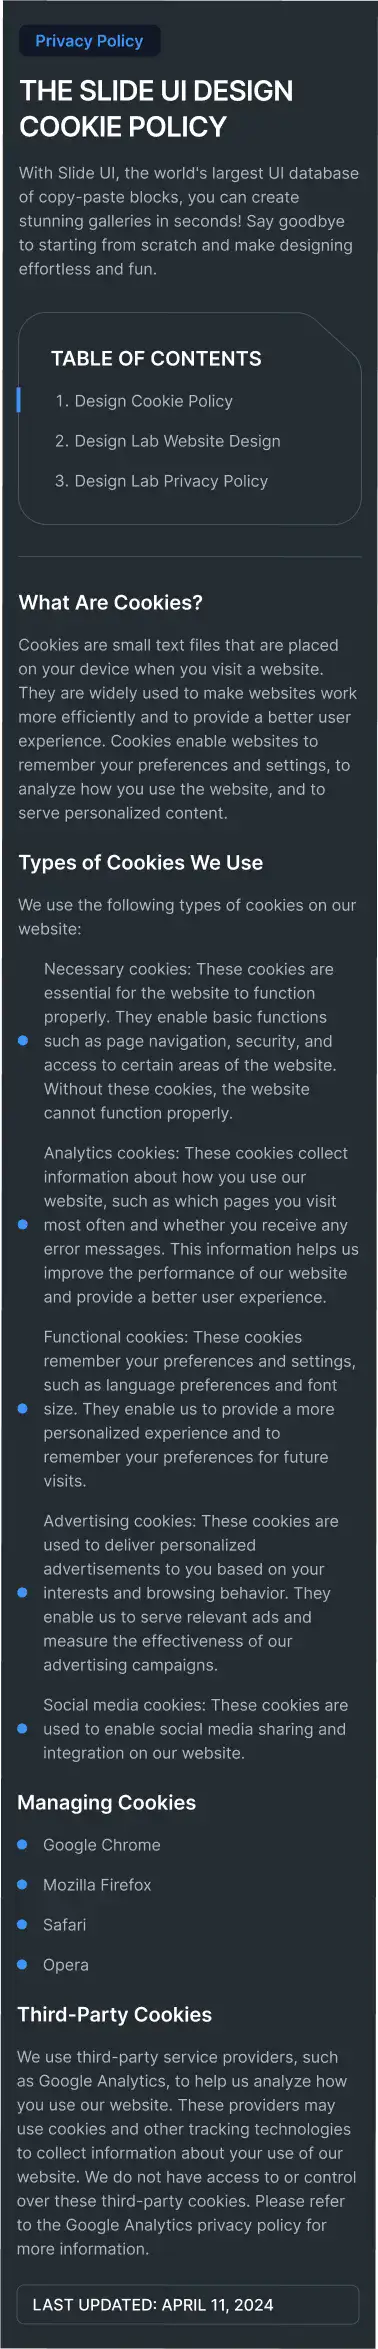 Privacy Policy
THE SLIDE UI DESIGN
COOKIE POLICY
With Slide UI, the world's largest UI database
of copy-paste blocks, you can create
stunning galleries in seconds! Say goodbye
to starting from scratch and make designing
effortless and fun.
TABLE OF CONTENTS
1. Design Cookie Policy
2. Design Lab Website Design
3. Design Lab Privacy Policy
What Are Cookies?
Cookies are small text files that are placed
on your device when you visit a website.
They are widely used to make websites work
more efficiently and to provide a better user
experience. Cookies enable websites to
remember your preferences and settings, to
analyze how you use the website, and to
serve personalized content.
Types of Cookies We Use
We use the following types of cookies on our
website:
Necessary cookies: These cookies are
essential for the website to function
properly. They enable basic functions
such as page navigation, security, and
access to certain areas of the website.
Without these cookies, the website
cannot function properly.
Analytics cookies: These cookies collect
information about how you use our
website, such as which pages you visit
most often and whether you receive any
error messages. This information helps us
improve the performance of our website
and provide a better user experience.
Functional cookies: These cookies
remember your preferences and settings,
such as language preferences and font
size. They enable us to provide a more
personalized experience and to
remember your preferences for future
visits.
Advertising cookies: These cookies are
used to deliver personalized
advertisements to you based on your
interests and browsing behavior. They
enable us to serve relevant ads and
measure the effectiveness of our
advertising campaigns.
Social media cookies: These cookies are
used to enable social media sharing and
integration on our website.
Managing Cookies
Google Chrome
Mozilla Firefox
Safari
Opera
Third-Party Cookies
We use third-party service providers, such
as Google Analytics, to help us analyze how
you use our website. These providers may
use cookies and other tracking technologies
to collect information about your use of our
website. We do not have access to or control
over these third-party cookies. Please refer
to the Google Analytics privacy policy for
more information.
LAST UPDATED: APRIL 11, 2024